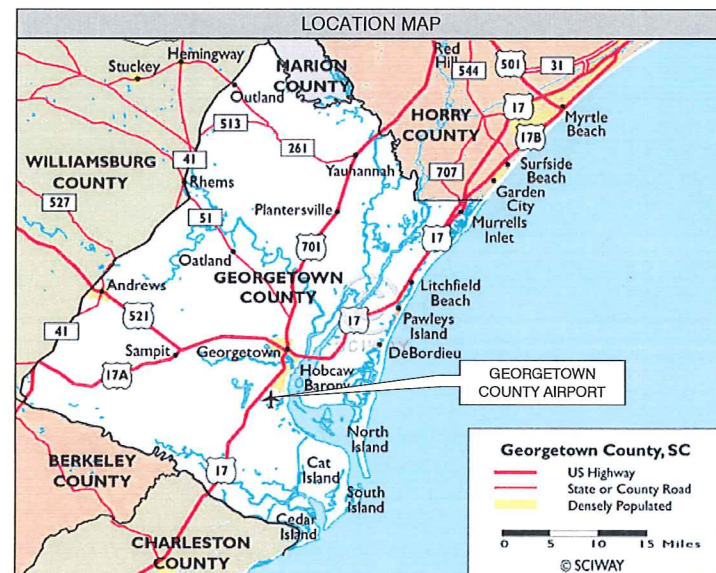 LOCATION MAP
Stuckey
Hemingway
MARION
COUNTY
Red
Hill
544
501
31
Outland
513
HORRY
COUNTY
17
17B
Myrtle
Beach
WILLIAMSBURG
COUNTY
41
261
Yauhannah
707
Surfside
Beach
Rhems
Garden
City
527
51
Plantersville
Murrells
Inlet
701
17
Oatland
GEORGETOWN
COUNTY
Litchfield
Beach
Andrews
521
17
Pawleys
Island
41
Sampit
Georgetown
SCIWAY
DeBordieu
17A
Hobcaw
Barony
GEORGETOWN
COUNTY AIRPORT
North
Island
BERKELEY
COUNTY
17
Cat
Island
South
Island
Cedar
Island
CHARLESTON
COUNTY
Georgetown County, SC
US Highway
State or County Road
Densely Populated
0 5 10 15 Miles
© SCIWAY